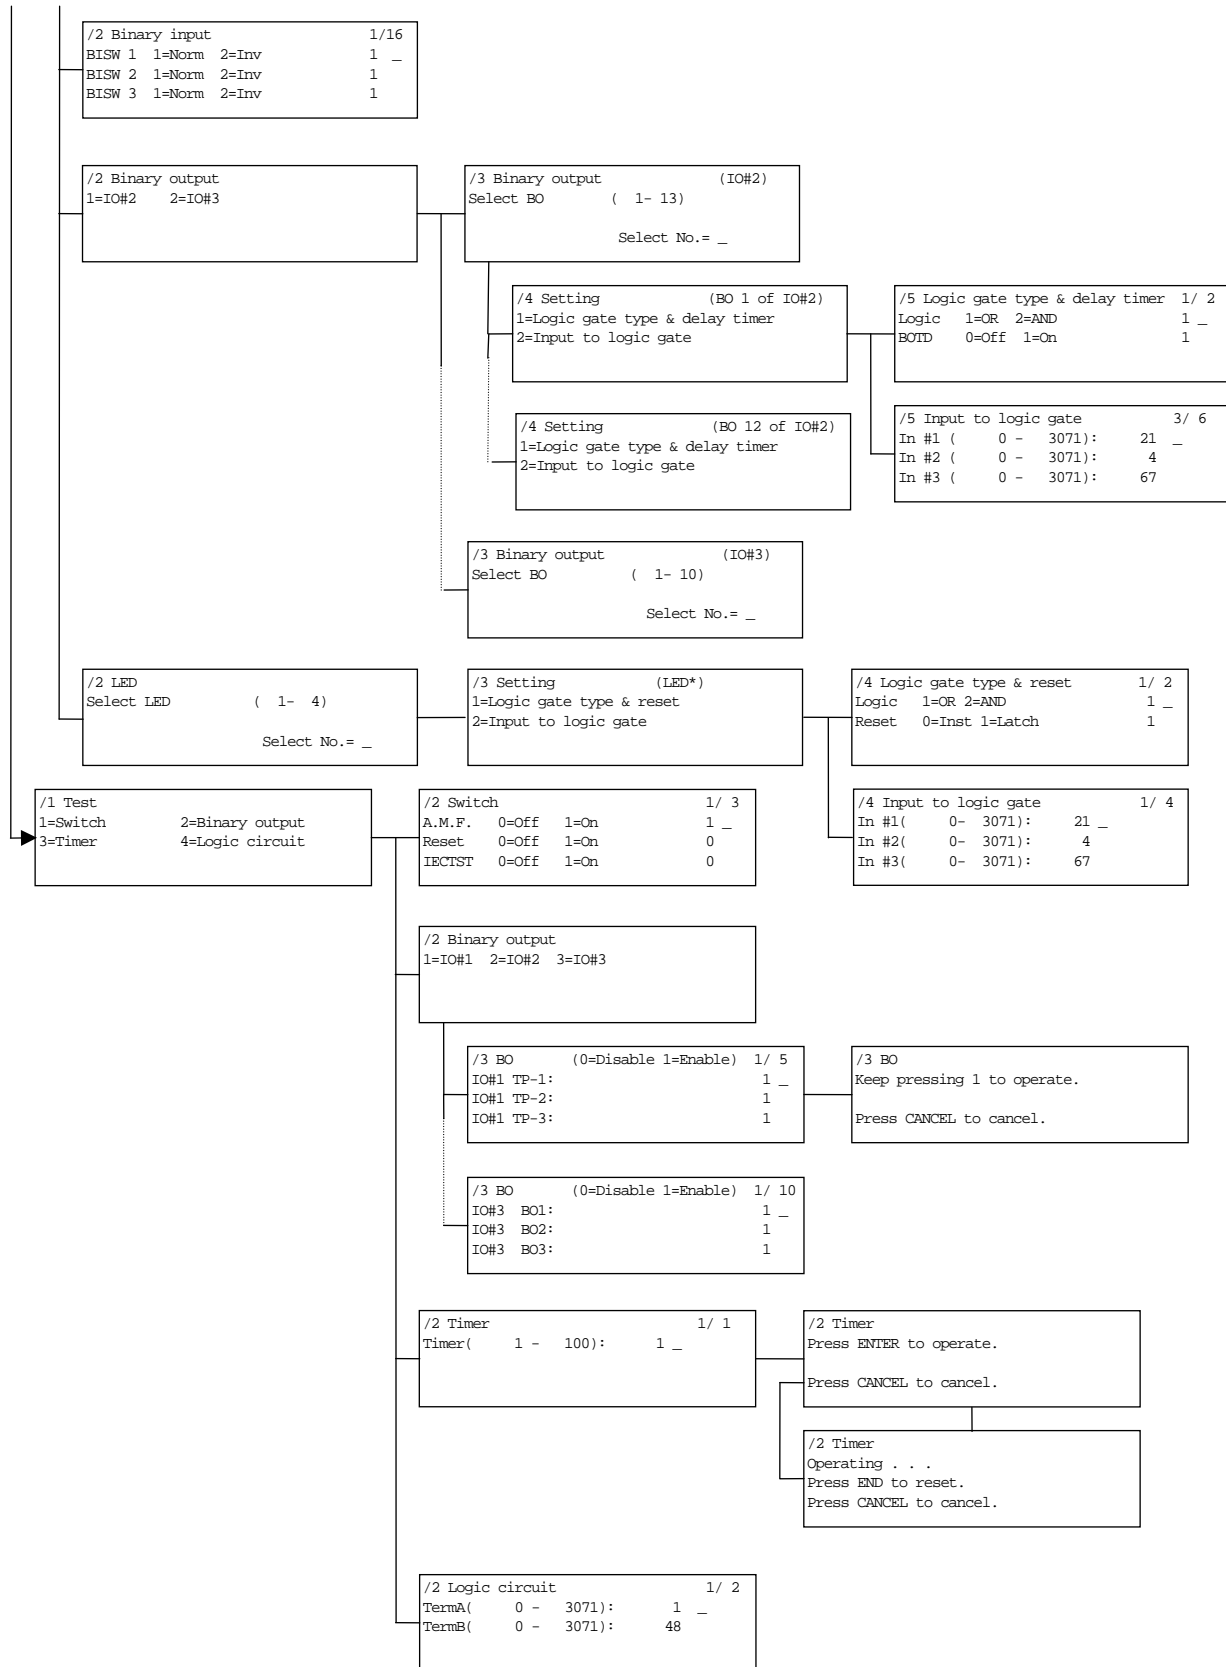 /2 Binary input 1/16
BISW 1 1=Norm 2=Inv 1 _
BISW 2 1=Norm 2=Inv 1
BISW 3 1=Norm 2=Inv 1
/2 Binary output
1=IO#2 2=IO#3
/3 Binary output (IO#2)
Select BO ( 1- 13)
Select No.= _
/4 Setting (BO 1 of IO#2)
1=Logic gate type & delay timer
2=Input to logic gate
/5 Logic gate type & delay timer 1/ 2
Logic 1=OR 2=AND 1 _
BOTD 0=Off 1=On 1
/5 Input to logic gate 3/ 6
In #1 ( 0 - 3071): 21 _
In #2 ( 0 - 3071): 4
In #3 ( 0 - 3071): 67
/4 Setting (BO 12 of IO#2)
1=Logic gate type & delay timer
2=Input to logic gate
/3 Binary output (IO#3)
Select BO ( 1- 10)
Select No.= _
/2 LED
Select LED ( 1- 4)
Select No.= _
/3 Setting (LED*)
1=Logic gate type & reset
2=Input to logic gate
/4 Logic gate type & reset 1/ 2
Logic 1=OR 2=AND 1 _
Reset 0=Inst 1=Latch 1
/4 Input to logic gate 1/ 4
In #1( 0- 3071): 21 _
In #2( 0- 3071): 4
In #3( 0- 3071): 67
/1 Test
1=Switch 2=Binary output
3=Timer 4=Logic circuit
/2 Switch 1/ 3
A.M.F. 0=Off 1=On 1 _
Reset 0=Off 1=On 0
IECTST 0=Off 1=On 0
/2 Binary output
1=IO#1 2=IO#2 3=IO#3
/3 BO (0=Disable 1=Enable) 1/ 5
IO#1 TP-1: 1 _
IO#1 TP-2: 1
IO#1 TP-3: 1
/3 BO
Keep pressing 1 to operate.
Press CANCEL to cancel.
/3 BO (0=Disable 1=Enable) 1/ 10
IO#3 BO1: 1 _
IO#3 BO2: 1
IO#3 BO3: 1
/2 Timer 1/ 1
Timer( 1 - 100): 1 _
/2 Timer
Press ENTER to operate.
Press CANCEL to cancel.
/2 Timer
Operating . . .
Press END to reset.
Press CANCEL to cancel.
/2 Logic circuit 1/ 2
TermA( 0 - 3071): 1 _
TermB( 0 - 3071): 48